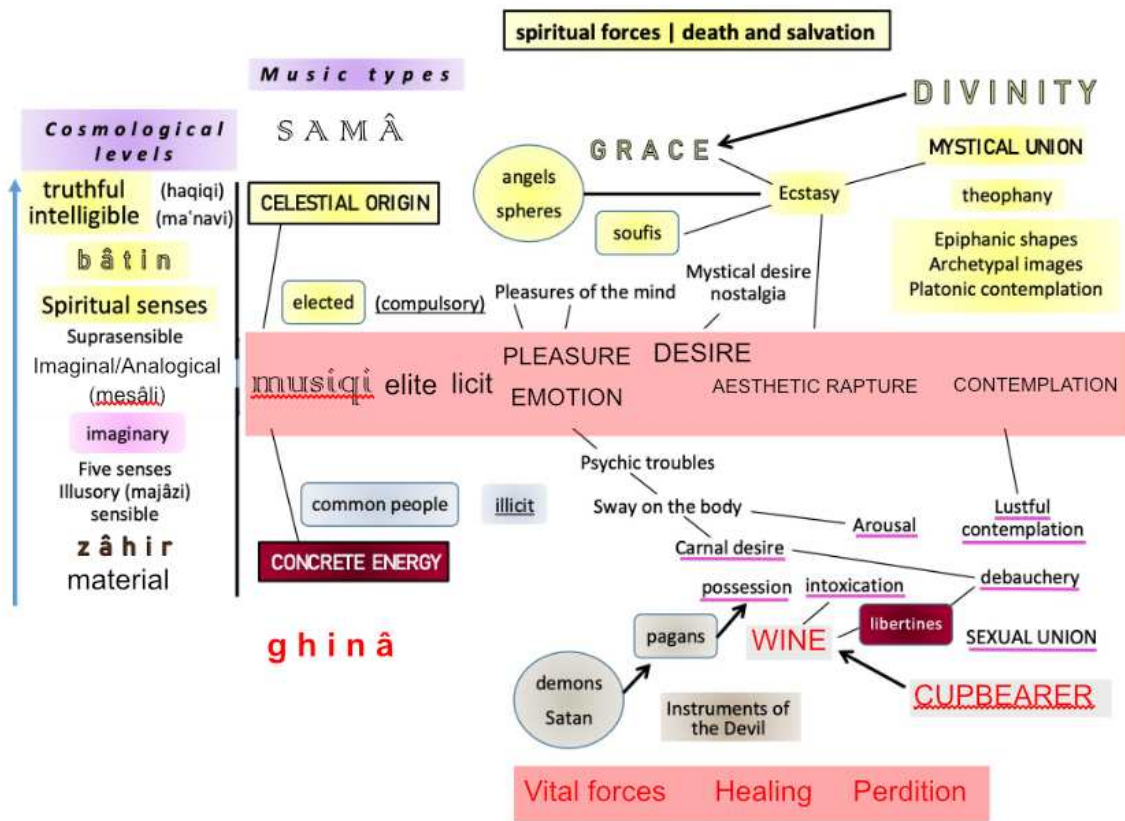 spiritual forces | death and salvation
Music types
SAMÂ
DIVINITY
Cosmological
levels
GRACE
MYSTICAL UNION
truthful (haqiqi)
intelligible (ma'navi)
CELESTIAL ORIGIN
angels
spheres
Ecstasy
theophany
soufis
bâtin
Epiphanic shapes
Archetypal images
Platonic contemplation
Spiritual senses
elected (compulsory)
Pleasures of the mind
Mystical desire
nostalgia
Suprasensible
Imaginal/Analogical
(mesâli)
musiqi elite licit
PLEASURE
EMOTION
DESIRE
AESTHETIC RAPTURE
CONTEMPLATION
imaginary
Five senses
Illusory (majâzi)
sensible
Psychic troubles
common people
illicit
Sway on the body
Arousal
Lustful
contemplation
zâhir
material
CONCRETE ENERGY
Carnal desire
possession
intoxication
debauchery
libertines
pagans
WINE
SEXUAL UNION
ghinâ
demons
Satan
Instruments of
the Devil
CUPBEARER
Vital forces Healing Perdition